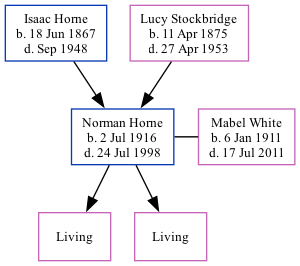 Isaac Horne
b. 18 Jun 1867
d. Sep 1948
Lucy Stockbridge
b. 11 Apr 1875
d. 27 Apr 1953
Norman Horne
b. 2 Jul 1916
d. 24 Jul 1998
Mabel White
b. 6 Jan 1911
d. 17 Jul 2011
Living
Living